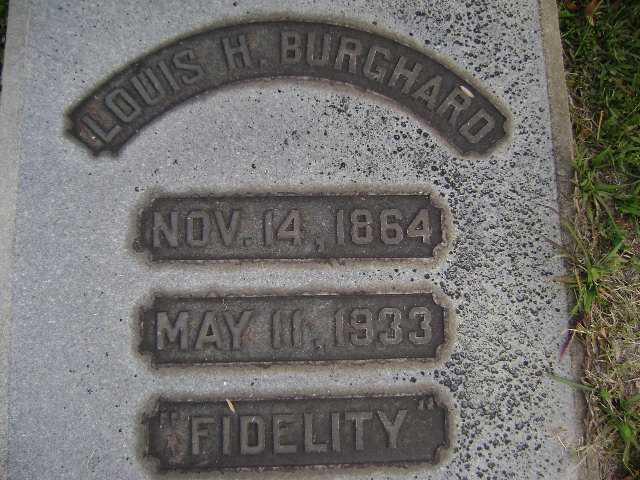 LOUIS H. BURGHARD
NOV. 14, 1864
MAY 11, 1933
"FIDELITY"